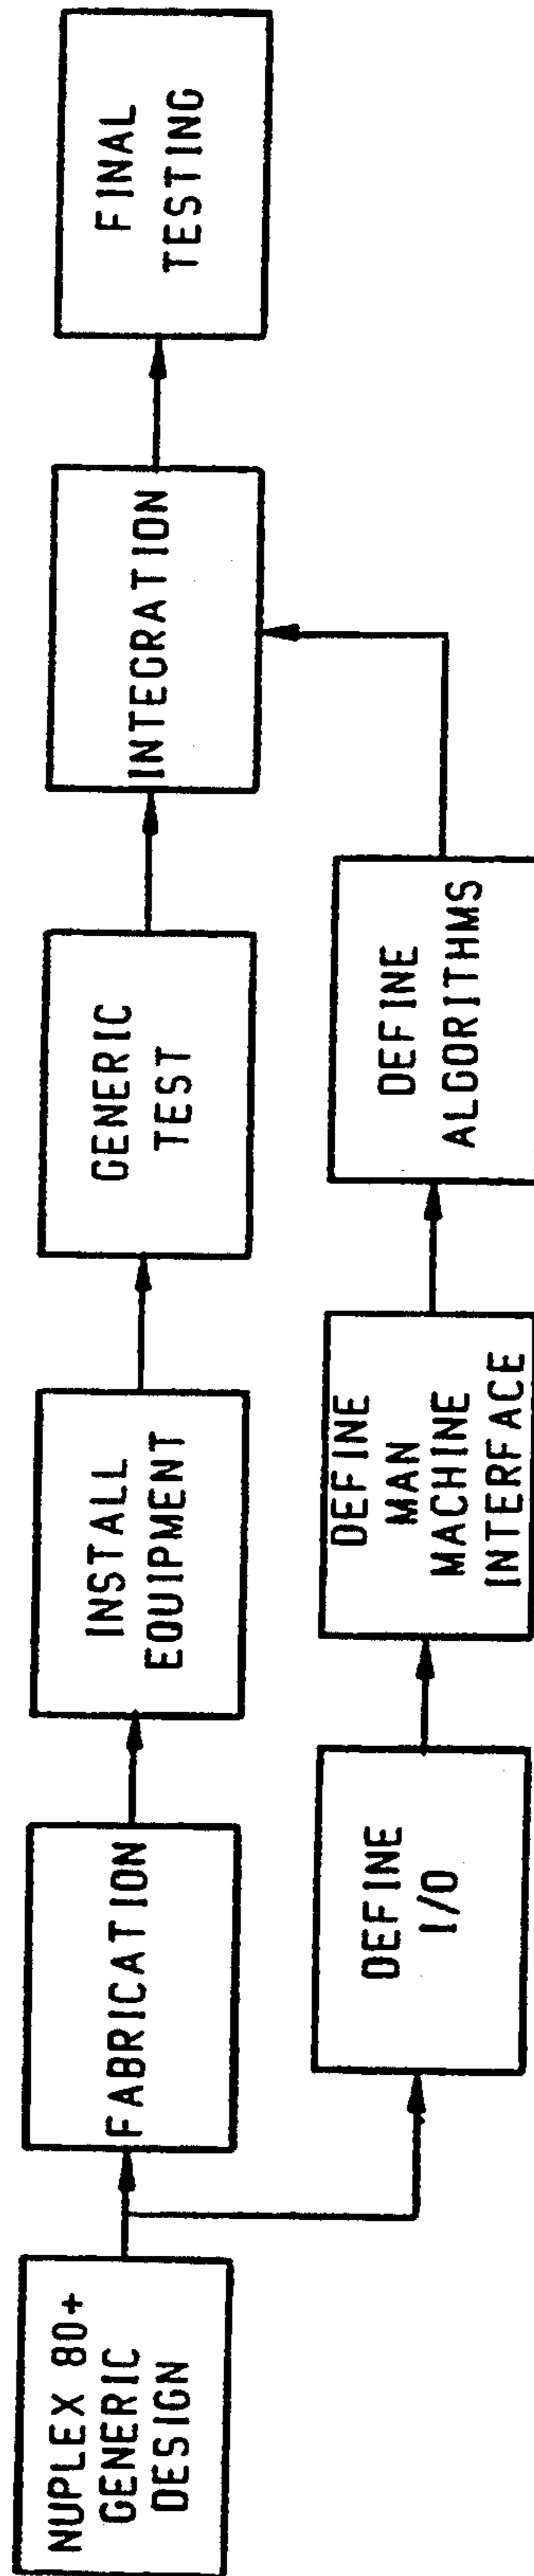 NUPLEX 80+
GENERIC
DESIGN
FABRICATION
INSTALL
EQUIPMENT
GENERIC
TEST
INTEGRATION
FINAL
TESTING
DEFINE
I/O
DEFINE
MAN
MACHINE
INTERFACE
DEFINE
ALGORITHMS